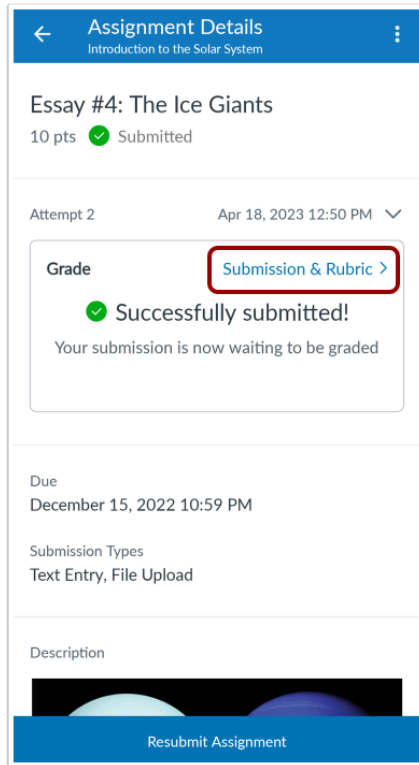 Assignment Details
Introduction to the Solar System
Essay #4: The Ice Giants
10 pts Submitted
Attempt 2 Apr 18, 2023 12:50 PM
Grade Submission & Rubric >
Successfully submitted!
Your submission is now waiting to be graded
Due
December 15, 2022 10:59 PM
Submission Types
Text Entry, File Upload
Description
Resubmit Assignment